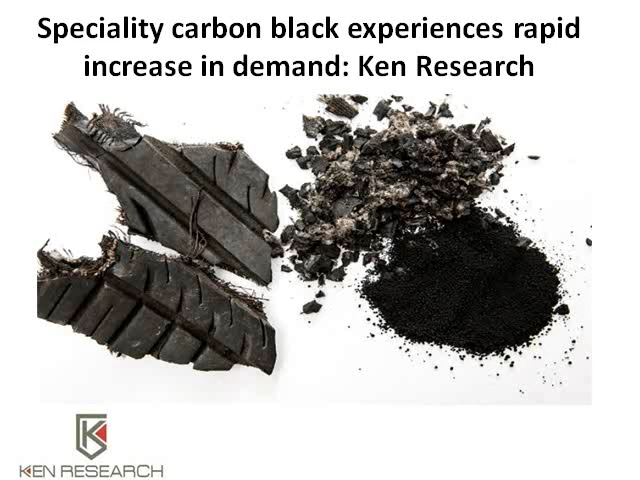 Speciality carbon black experiences rapid
increase in demand: Ken Research
KEN RESEARCH